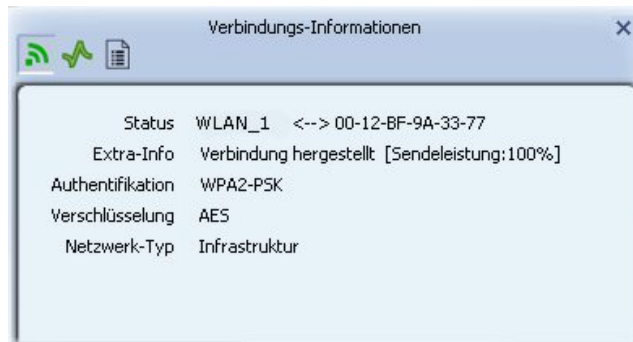 Verbindungs-Informationen
Status WLAN_1 <--> 00-12-BF-9A-33-77
Extra-Info Verbindung hergestellt [Sendeleistung:100%]
Authentifikation WPA2-PSK
Verschlüsselung AES
Netzwerk-Typ Infrastruktur